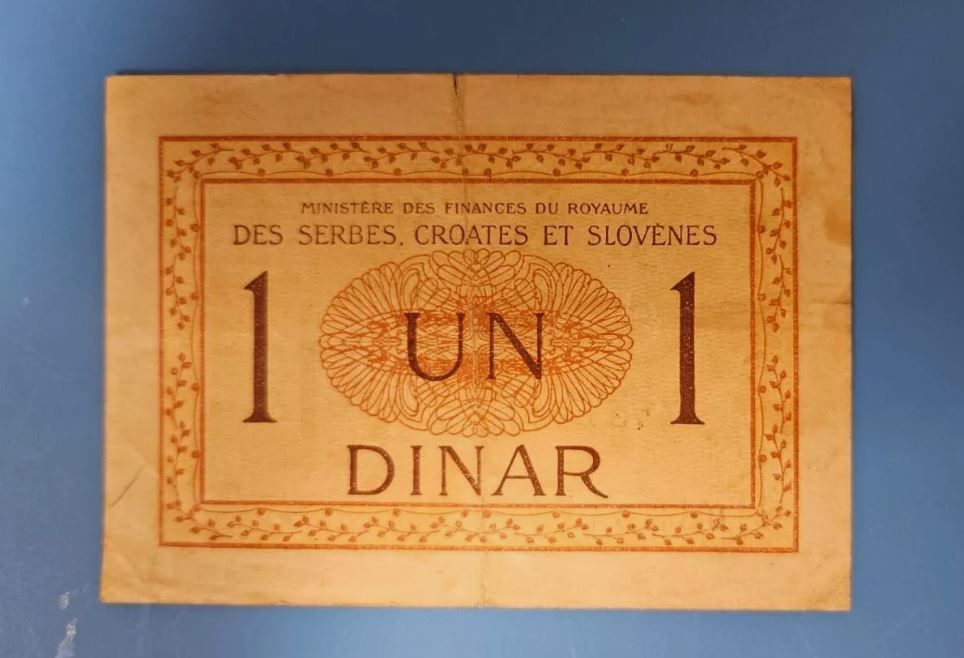 MINISTÈRE DES FINANCES DU ROYAUME
DES SERBES, CROATES ET SLOVÈNES
1 UN 1
DINAR